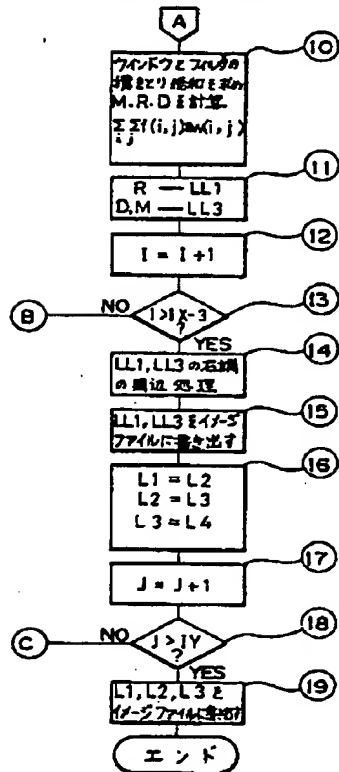 A
10
ウインドウとフィルタの
積をとり総和を求め
M.R.Dを計算
ΣΣf(i,j)
i j
11
R — LL1
D,M — LL3
12
I = I+1
13
NO
B
I>IX-3
?
YES
14
LL1,LL3の右端
の周辺処理
15
LL1,LL3をイメージ
ファイルに書き出す
16
L1 = L2
L2 = L3
L3 = L4
17
J = J+1
18
NO
C
J > IY
?
YES
19
L1,L2,L3を
イメージファイルに書出す
エンド